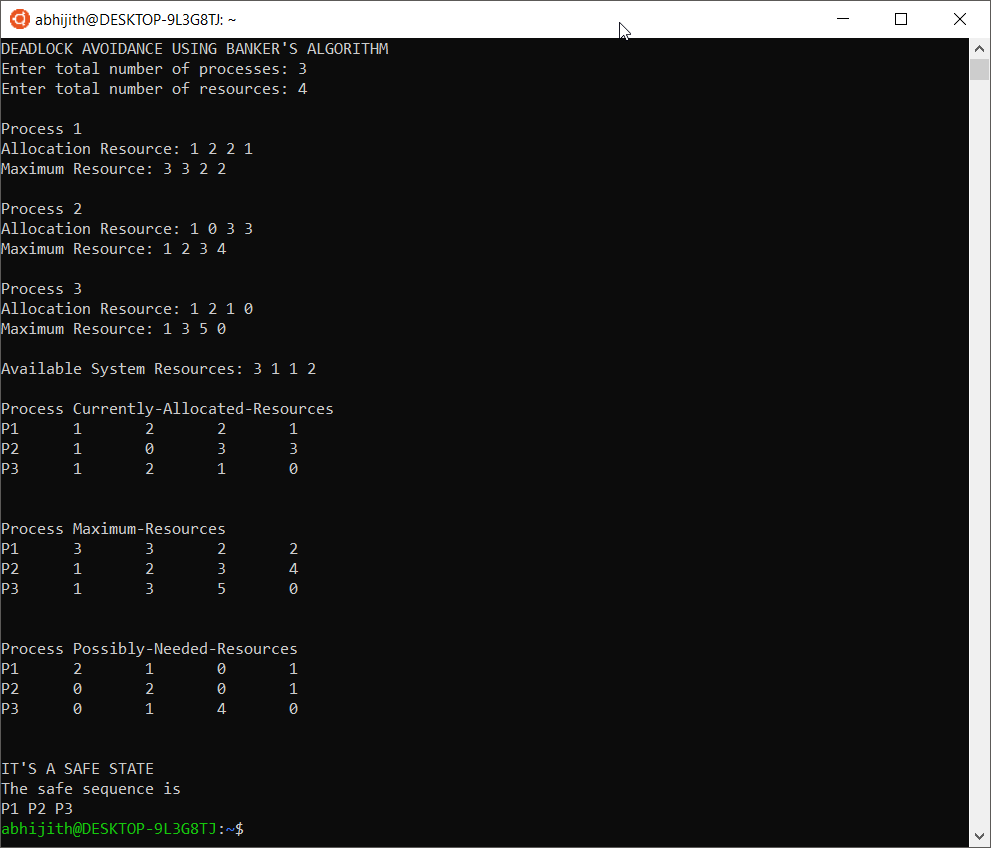 abhijith@DESKTOP-9L3G8TJ: ~
DEADLOCK AVOIDANCE USING BANKER'S ALGORITHM
Enter total number of processes: 3
Enter total number of resources: 4
Process 1
Allocation Resource: 1 2 2 1
Maximum Resource: 3 3 2 2
Process 2
Allocation Resource: 1 0 3 3
Maximum Resource: 1 2 3 4
Process 3
Allocation Resource: 1 2 1 0
Maximum Resource: 1 3 5 0
Available System Resources: 3 1 1 2
Process Currently-Allocated-Resources
P1 1 2 2 1
P2 1 0 3 3
P3 1 2 1 0
Process Maximum-Resources
P1 3 3 2 2
P2 1 2 3 4
P3 1 3 5 0
Process Possibly-Needed-Resources
P1 2 1 0 1
P2 0 2 0 1
P3 0 1 4 0
IT'S A SAFE STATE
The safe sequence is
P1 P2 P3
abhijith@DESKTOP-9L3G8TJ:~$